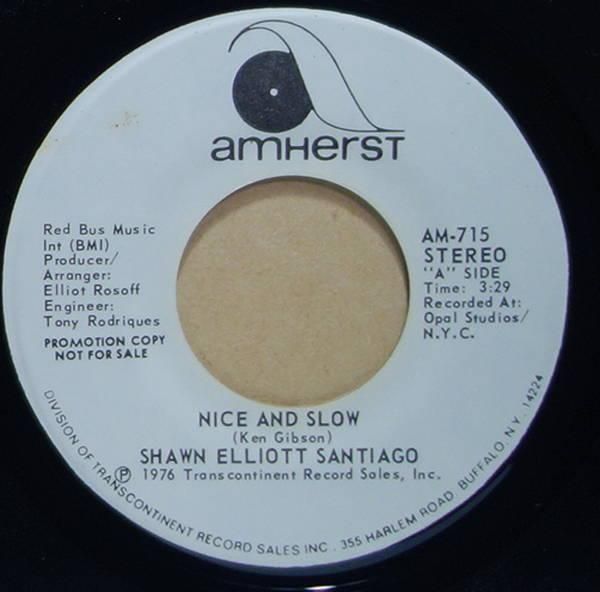 amHersT
Red Bus Music
Int (BMI)
Producer/
Arranger:
Elliot Rosoff
Engineer:
Tony Rodriques
PROMOTION COPY
NOT FOR SALE
AM-715
STEREO
"A" SIDE
Time: 3:29
Recorded At:
Opal Studios/
N.Y.C.
NICE AND SLOW
(Ken Gibson)
SHAWN ELLIOTT SANTIAGO
℗ 1976 Transcontinent Record Sales, Inc.
DIVISION OF TRANSCONTINENT RECORD SALES INC. 355 HARLEM ROAD BUFFALO, N.Y. 14224